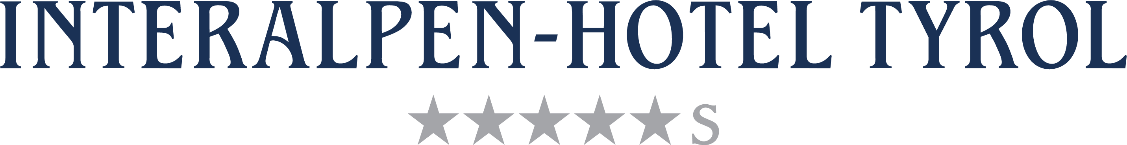 INTERALPEN-HOTEL TYROL
★★★★★S